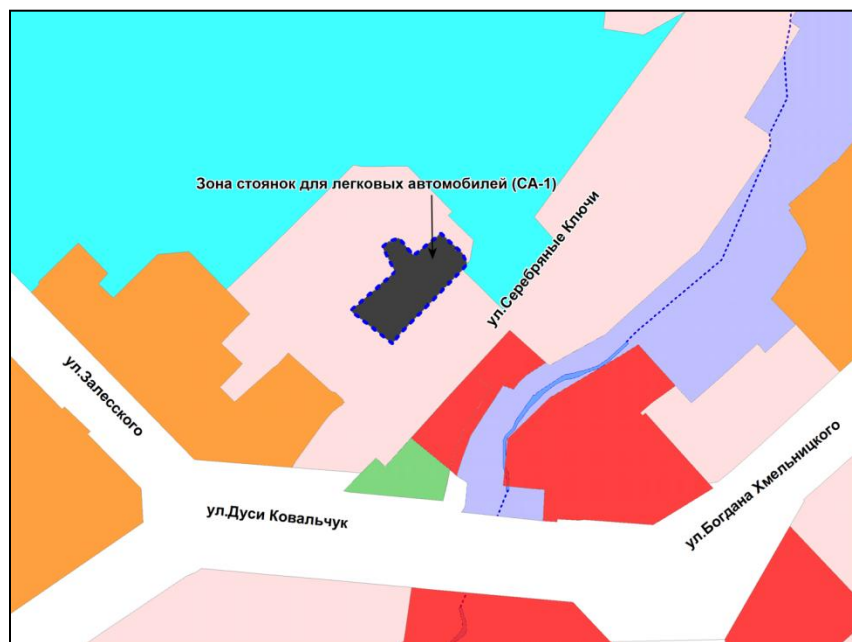 Зона стоянок для легковых автомобилей (СА-1)
ул.Серебряные Ключи
ул.Залесского
ул.Дуси Ковальчук
ул.Богдана Хмельницкого